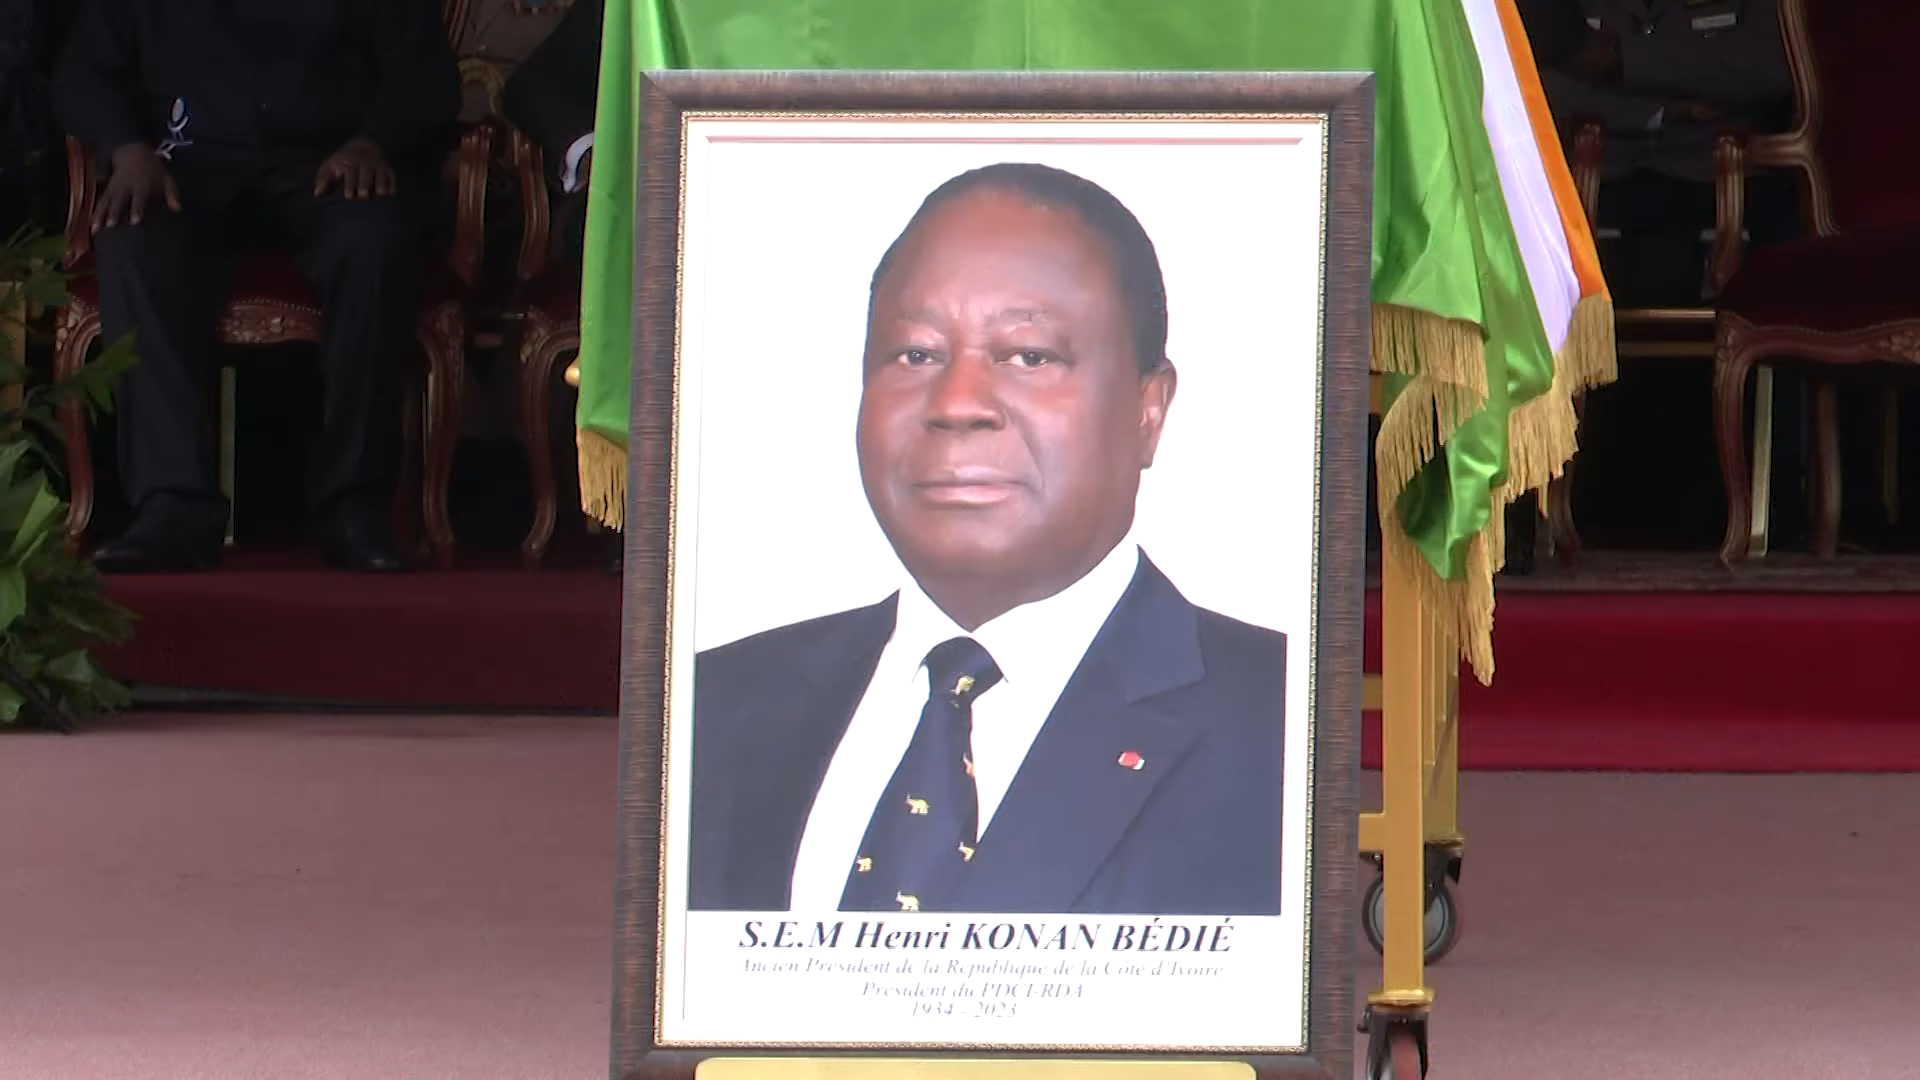 S.E.M Henri KONAN BÉDIÉ
Ancien Président de la République de la Côte d'Ivoire
Président du PDCI-RDA
1934 - 2023